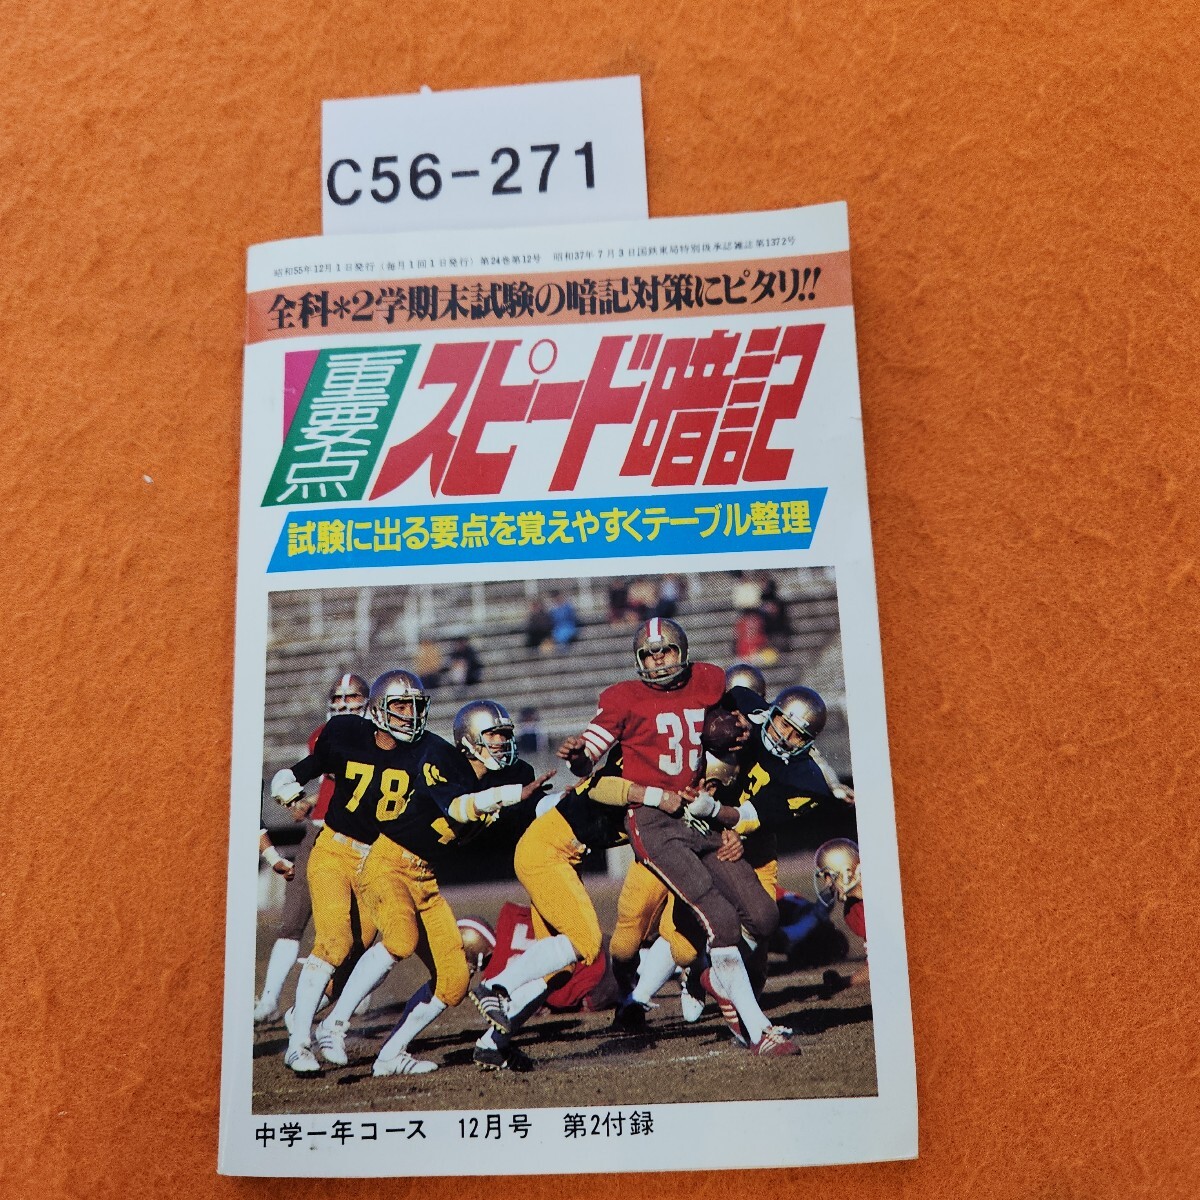 C56-271
昭和55年12月1日発行(毎月1回1日発行)第24巻第12号 昭和37年7月3日国鉄東局特別扱承認雑誌第1372号
全科*2学期末試験の暗記対策にピタリ!!
重要点
スピード暗記
試験に出る要点を覚えやすくテーブル整理
78
35
中学一年コース 12月号 第2付録